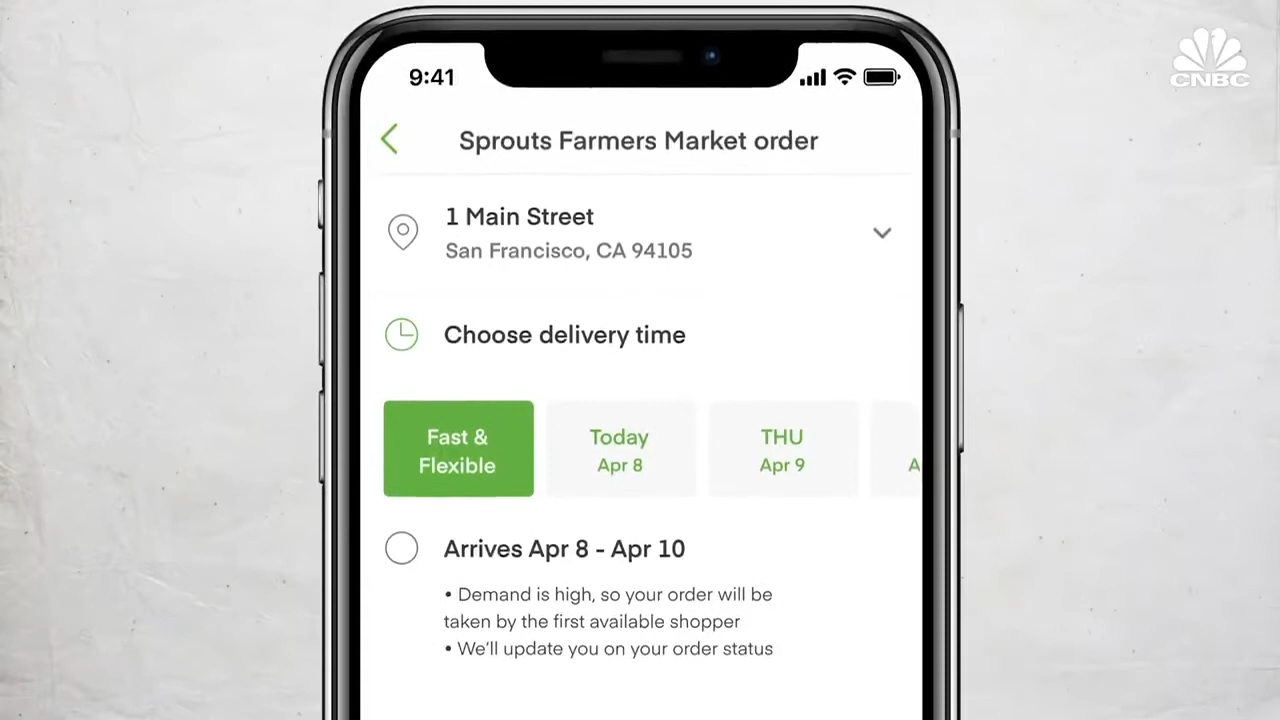 CNBC
9:41
Sprouts Farmers Market order
1 Main Street
San Francisco, CA 94105
Choose delivery time
Fast &
Flexible
Today
Apr 8
THU
Apr 9
A
Arrives Apr 8 - Apr 10
• Demand is high, so your order will be
taken by the first available shopper
• We'll update you on your order status